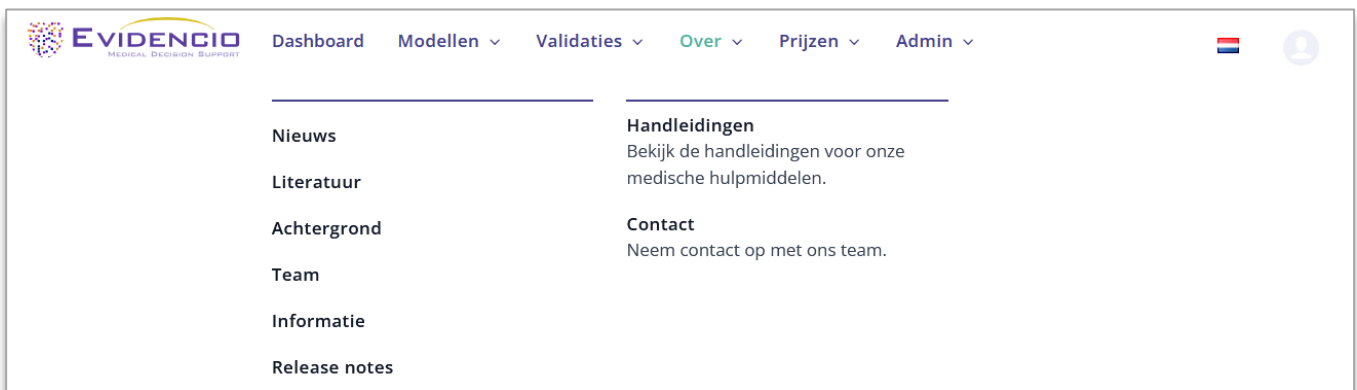 EVIDENCIO
MEDICAL DECISION SUPPORT
Dashboard Modellen Validaties Over Prijzen Admin
Nieuws
Literatuur
Achtergrond
Team
Informatie
Release notes
Handleidingen
Bekijk de handleidingen voor onze
medische hulpmiddelen.
Contact
Neem contact op met ons team.